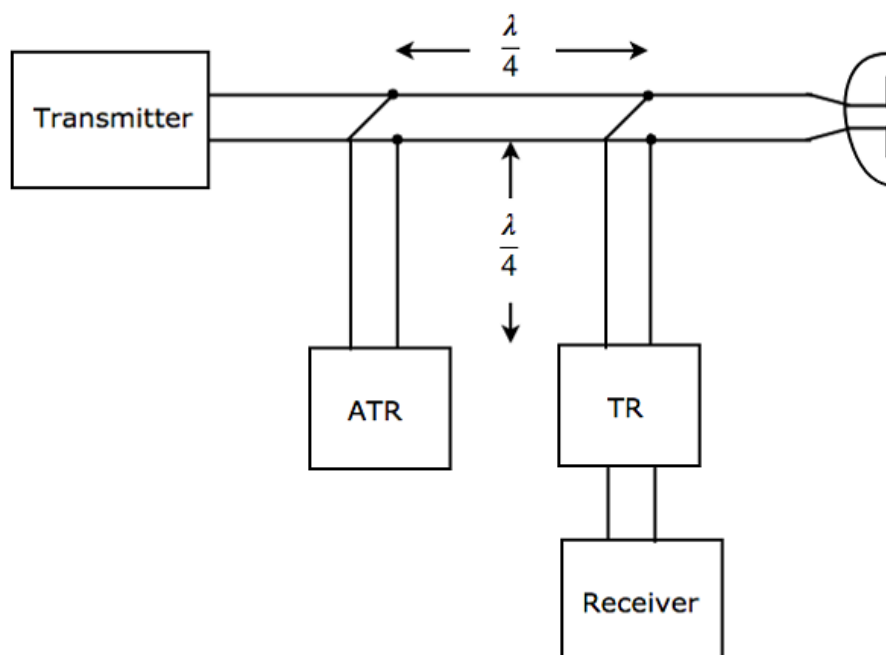 λ
4
Transmitter
λ
4
ATR
TR
Receiver